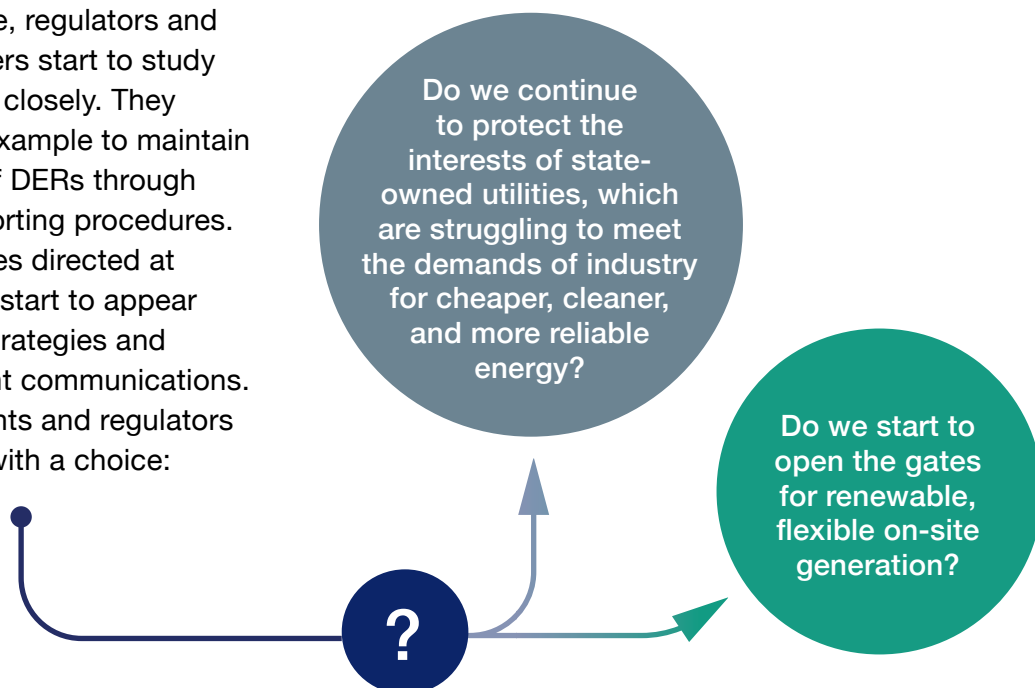 e, regulators and
ers start to study
closely. They
xample to maintain
f DERs through
orting procedures.
es directed at
start to appear
rategies and
nt communications.
nts and regulators
with a choice:
Do we continue
to protect the
interests of state-
owned utilities, which
are struggling to meet
the demands of industry
for cheaper, cleaner,
and more reliable
energy?
Do we start to
open the gates
for renewable,
flexible on-site
generation?
?